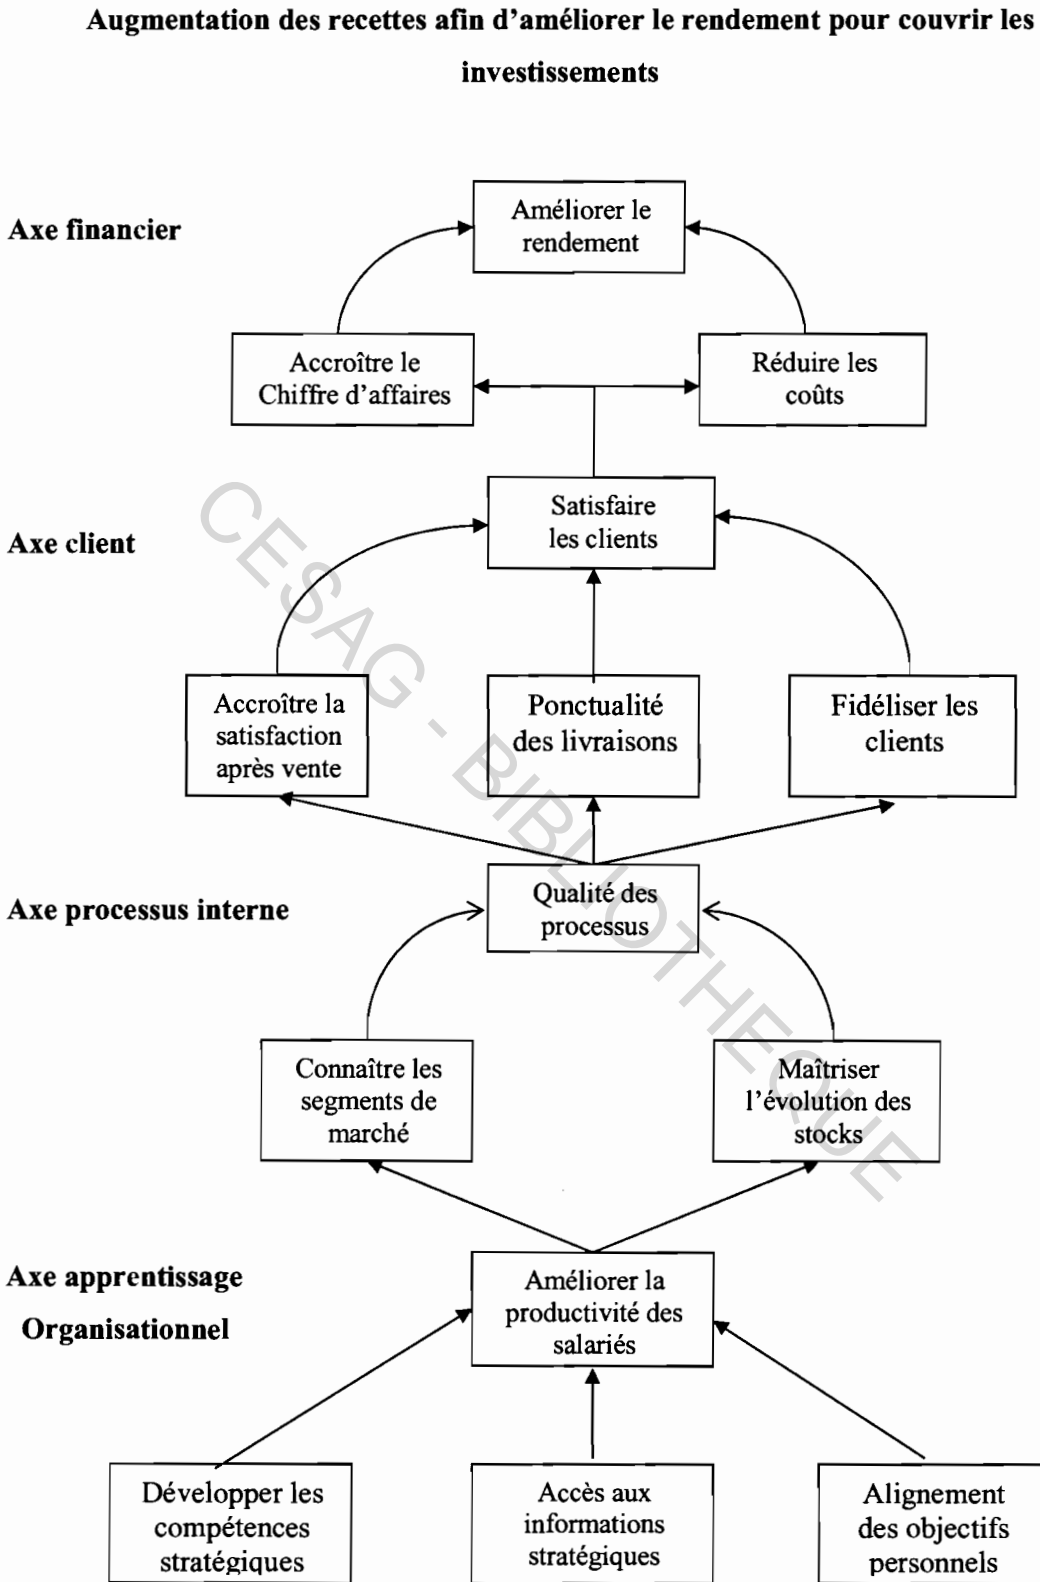 Augmentation des recettes afin d’améliorer le rendement pour couvrir les
investissements
Axe financier
Améliorer le
rendement
Accroître le
Chiffre d’affaires
Réduire les
coûts
Axe client
Satisfaire
les clients
Accroître la
satisfaction
après vente
Ponctualité
des livraisons
Fidéliser les
clients
Axe processus interne
Qualité des
processus
Connaître les
segments de
marché
Maîtriser
l’évolution des
stocks
Axe apprentissage
Organisationnel
Améliorer la
productivité des
salariés
Développer les
compétences
stratégiques
Accès aux
informations
stratégiques
Alignement
des objectifs
personnels
CESAG - BIBLIOTHEQUE